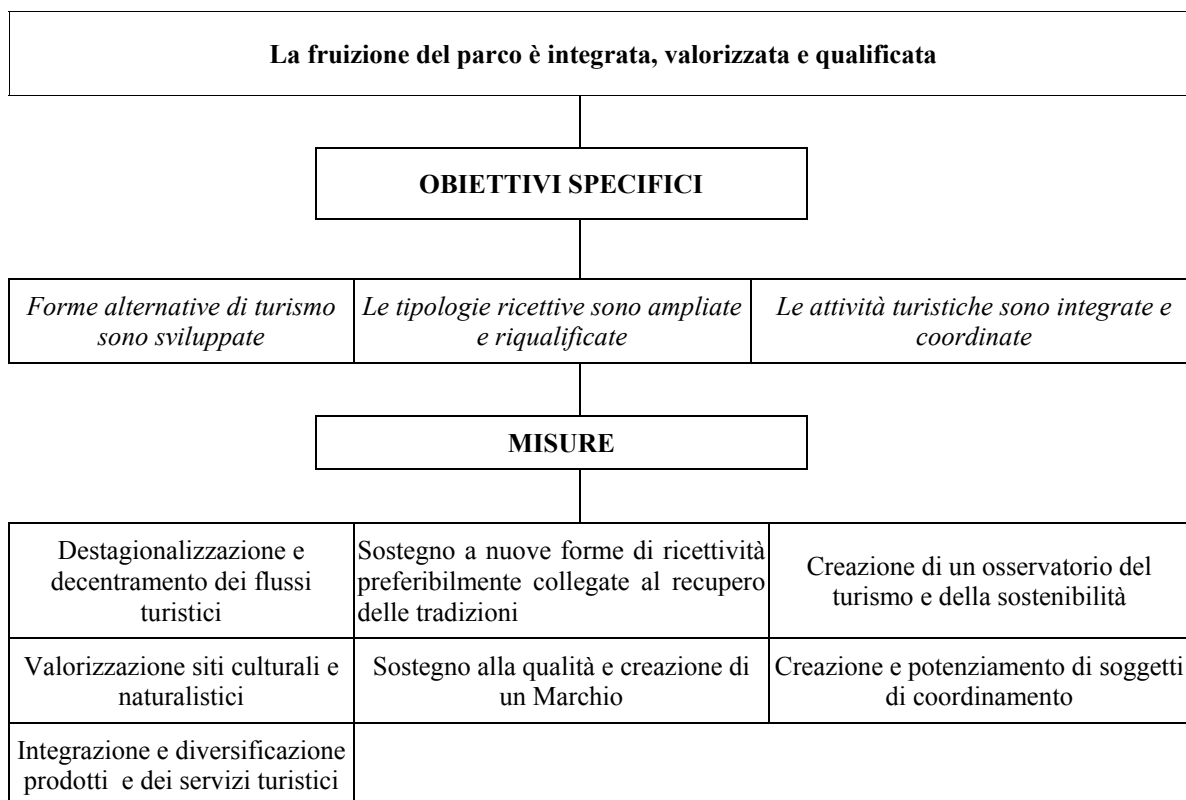 La fruizione del parco è integrata, valorizzata e qualificata
OBIETTIVI SPECIFICI
Forme alternative di turismo
sono sviluppate
Le tipologie ricettive sono ampliate
e riqualificate
Le attività turistiche sono integrate e
coordinate
MISURE
Destagionalizzazione e
decentramento dei flussi
turistici
Sostegno a nuove forme di ricettività
preferibilmente collegate al recupero
delle tradizioni
Creazione di un osservatorio del
turismo e della sostenibilità
Valorizzazione siti culturali e
naturalistici
Sostegno alla qualità e creazione di
un Marchio
Creazione e potenziamento di soggetti
di coordinamento
Integrazione e diversificazione
prodotti e dei servizi turistici